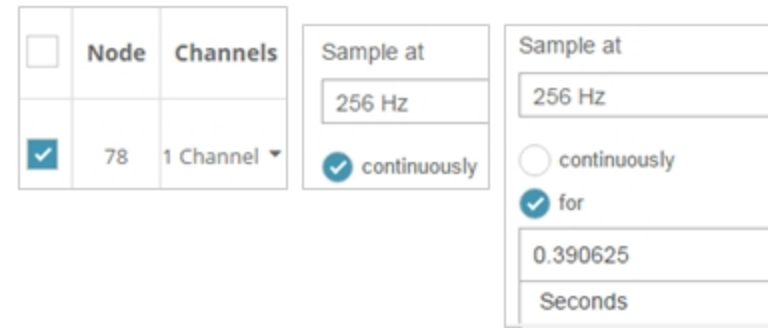 Node Channels
78 1 Channel
Sample at
256 Hz
continuously
Sample at
256 Hz
continuously
for
0.390625
Seconds